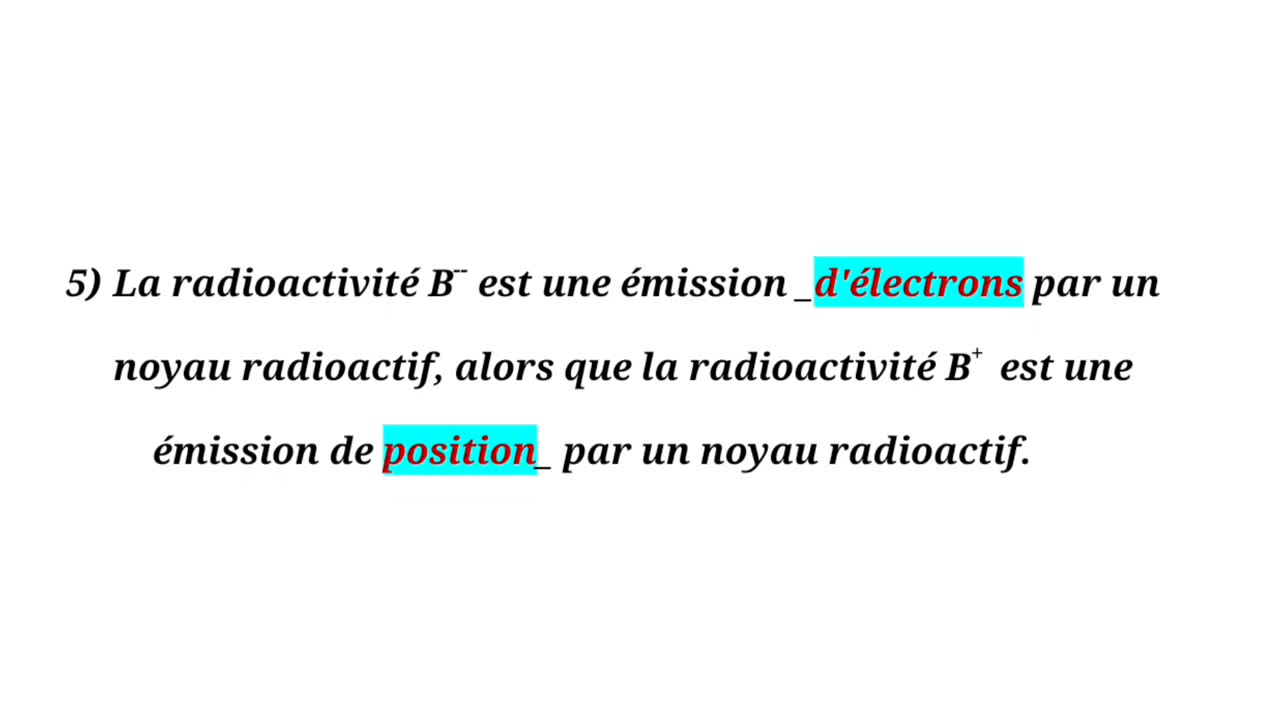 5) La radioactivité B⁻⁻ est une émission _d'électrons par un
noyau radioactif, alors que la radioactivité B⁺ est une
émission de position_ par un noyau radioactif.